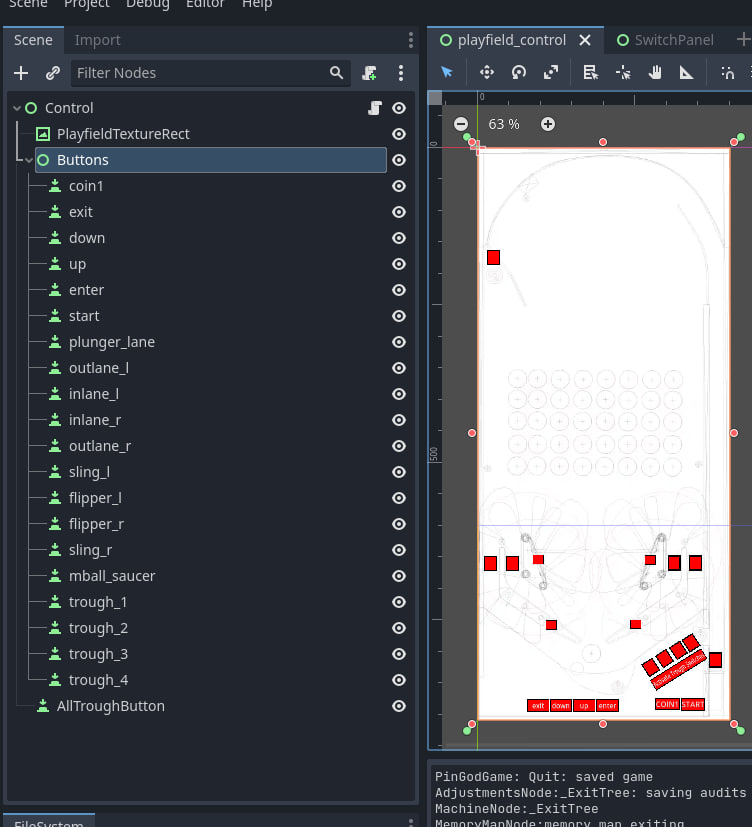 Scene Project Debug Editor Help
Scene Import
playfield_control SwitchPanel
Filter Nodes
0
63 %
Control
PlayfieldTextureRect
0
Buttons
coin1
exit
down
up
enter
start
plunger_lane
outlane_l
inlane_l
inlane_r
outlane_r
500
sling_l
flipper_l
flipper_r
sling_r
mball_saucer
trough_1
trough_2
trough_3
trough_4
AllTroughButton
exit down up enter COIN1 START
PinGodGame: Quit: saved game
AdjustmentsNode:_ExitTree: saving audits
MachineNode:_ExitTree
MemoryMapNode:memory map exiting
FileSystem